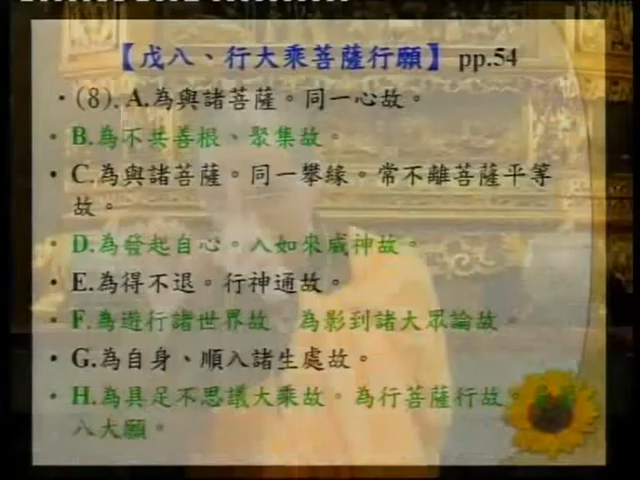 【戊八、行大乘菩薩行願】 pp.54
·(8). A.為與諸菩薩。同一心故。
· B.為不共善根、聚集故。
· C.為與諸菩薩。同一攀緣。常不離菩薩平等
故。
· D.為發起自心。入如來威神故。
· E.為得不退。行神通故。
· F.為遊行諸世界故 為影到諸大眾論故。
· G.為自身、順入諸生處故。
· H.為具足不思議大乘故。為行菩薩行故。
八大願。